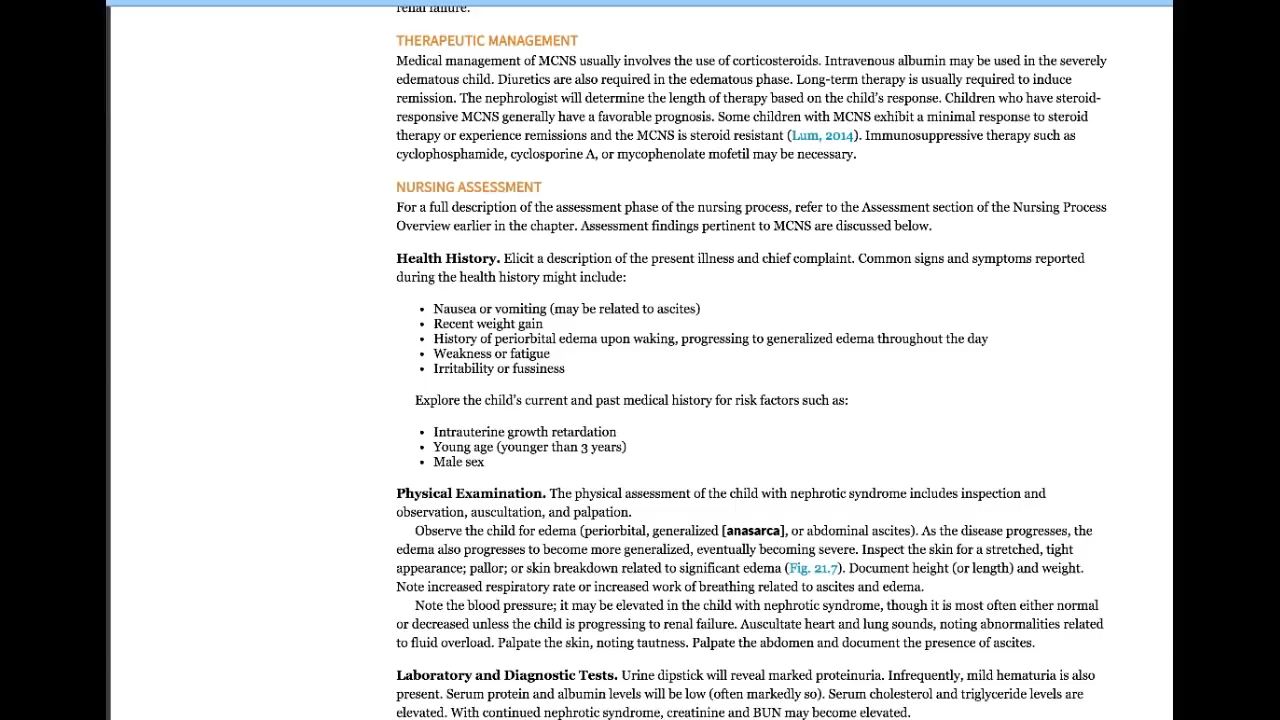 renal failure.
THERAPEUTIC MANAGEMENT
Medical management of MCNS usually involves the use of corticosteroids. Intravenous albumin may be used in the severely
edematous child. Diuretics are also required in the edematous phase. Long-term therapy is usually required to induce
remission. The nephrologist will determine the length of therapy based on the child's response. Children who have steroid-
responsive MCNS generally have a favorable prognosis. Some children with MCNS exhibit a minimal response to steroid
therapy or experience remissions and the MCNS is steroid resistant (Lum, 2014). Immunosuppressive therapy such as
cyclophosphamide, cyclosporine A, or mycophenolate mofetil may be necessary.
NURSING ASSESSMENT
For a full description of the assessment phase of the nursing process, refer to the Assessment section of the Nursing Process
Overview earlier in the chapter. Assessment findings pertinent to MCNS are discussed below.
Health History. Elicit a description of the present illness and chief complaint. Common signs and symptoms reported
during the health history might include:
• Nausea or vomiting (may be related to ascites)
• Recent weight gain
• History of periorbital edema upon waking, progressing to generalized edema throughout the day
• Weakness or fatigue
• Irritability or fussiness
Explore the child's current and past medical history for risk factors such as:
• Intrauterine growth retardation
• Young age (younger than 3 years)
• Male sex
Physical Examination. The physical assessment of the child with nephrotic syndrome includes inspection and
observation, auscultation, and palpation.
Observe the child for edema (periorbital, generalized [anasarca], or abdominal ascites). As the disease progresses, the
edema also progresses to become more generalized, eventually becoming severe. Inspect the skin for a stretched, tight
appearance; pallor; or skin breakdown related to significant edema (Fig. 21.7). Document height (or length) and weight.
Note increased respiratory rate or increased work of breathing related to ascites and edema.
Note the blood pressure; it may be elevated in the child with nephrotic syndrome, though it is most often either normal
or decreased unless the child is progressing to renal failure. Auscultate heart and lung sounds, noting abnormalities related
to fluid overload. Palpate the skin, noting tautness. Palpate the abdomen and document the presence of ascites.
Laboratory and Diagnostic Tests. Urine dipstick will reveal marked proteinuria. Infrequently, mild hematuria is also
present. Serum protein and albumin levels will be low (often markedly so). Serum cholesterol and triglyceride levels are
elevated. With continued nephrotic syndrome, creatinine and BUN may become elevated.